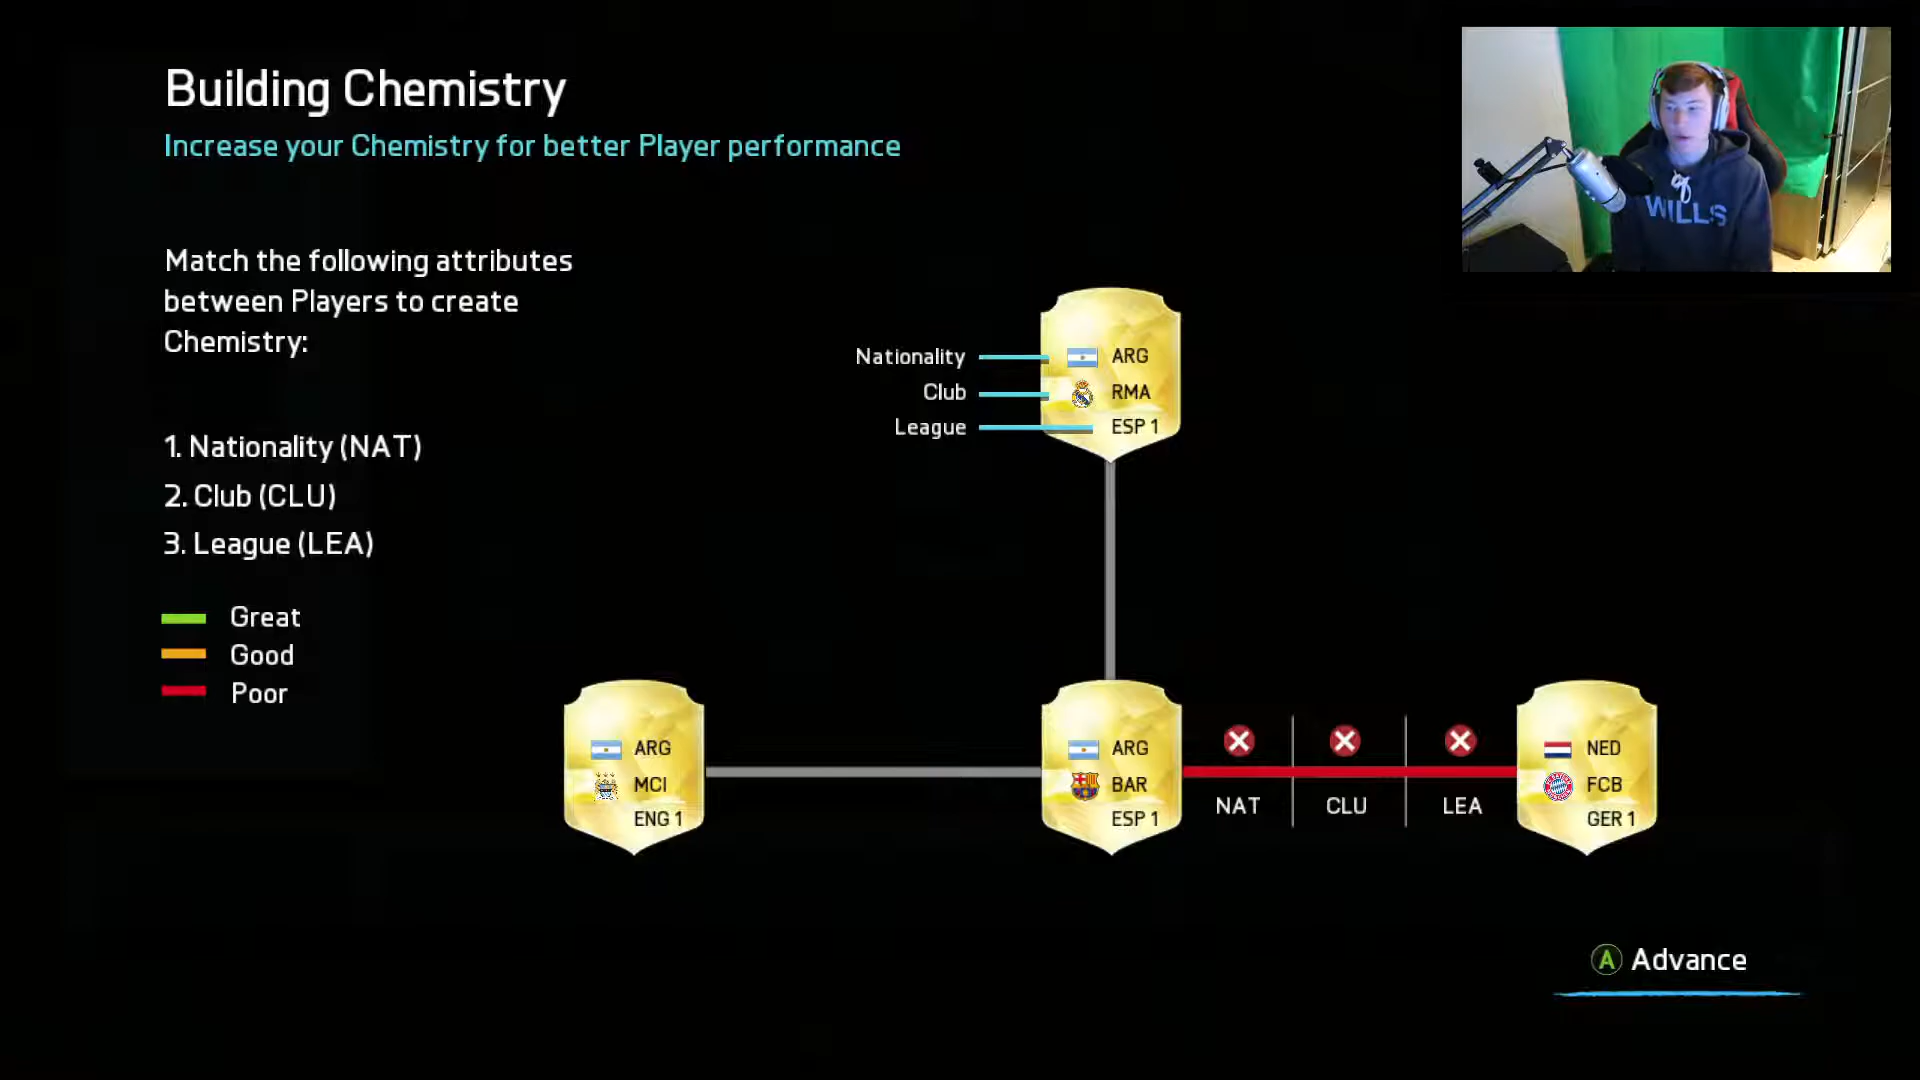 Building Chemistry
Increase your Chemistry for better Player performance
WILLS
Match the following attributes
between Players to create
Chemistry:
1. Nationality (NAT)
2. Club (CLU)
3. League (LEA)
Great
Good
Poor
Nationality
Club
League
ARG
RMA
ESP 1
ARG
MCI
ENG 1
ARG
BAR
ESP 1
NAT
CLU
LEA
NED
FCB
GER 1
A Advance